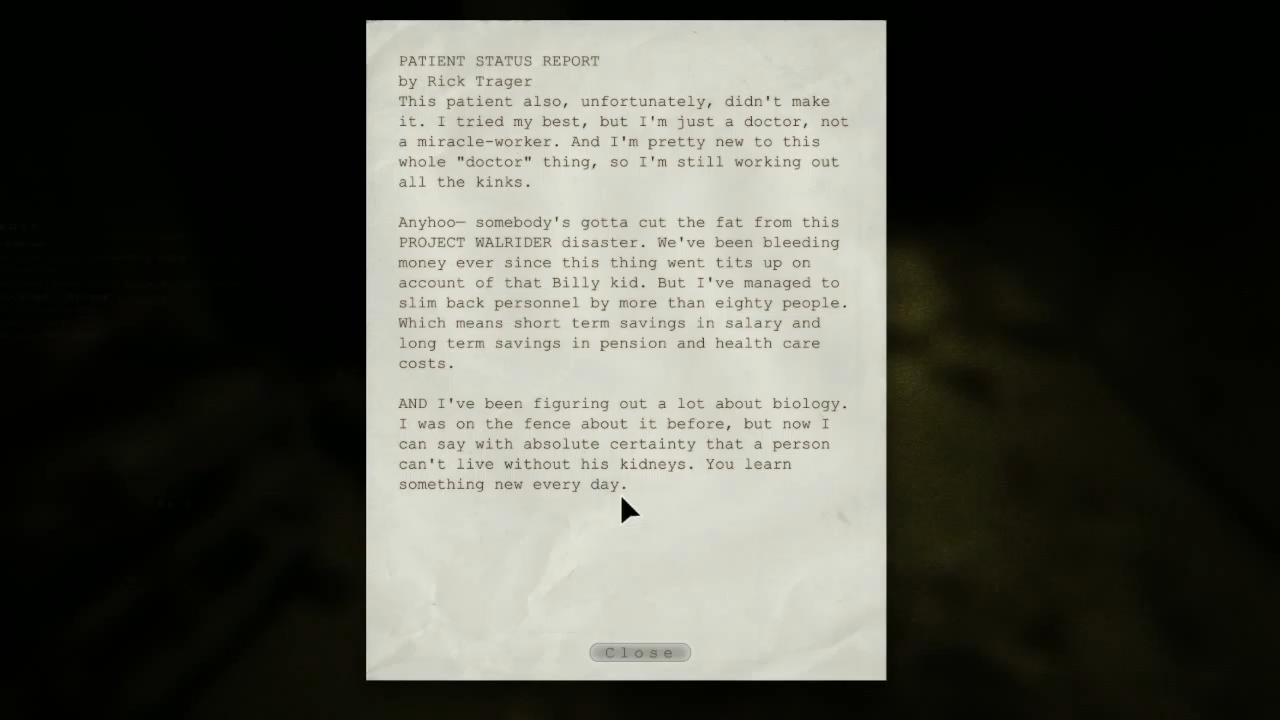 PATIENT STATUS REPORT
by Rick Trager
This patient also, unfortunately, didn't make
it. I tried my best, but I'm just a doctor, not
a miracle-worker. And I'm pretty new to this
whole "doctor" thing, so I'm still working out
all the kinks.
Anyhoo— somebody's gotta cut the fat from this
PROJECT WALRIDER disaster. We've been bleeding
money ever since this thing went tits up on
account of that Billy kid. But I've managed to
slim back personnel by more than eighty people.
Which means short term savings in salary and
long term savings in pension and health care
costs.
AND I've been figuring out a lot about biology.
I was on the fence about it before, but now I
can say with absolute certainty that a person
can't live without his kidneys. You learn
something new every day.
Close